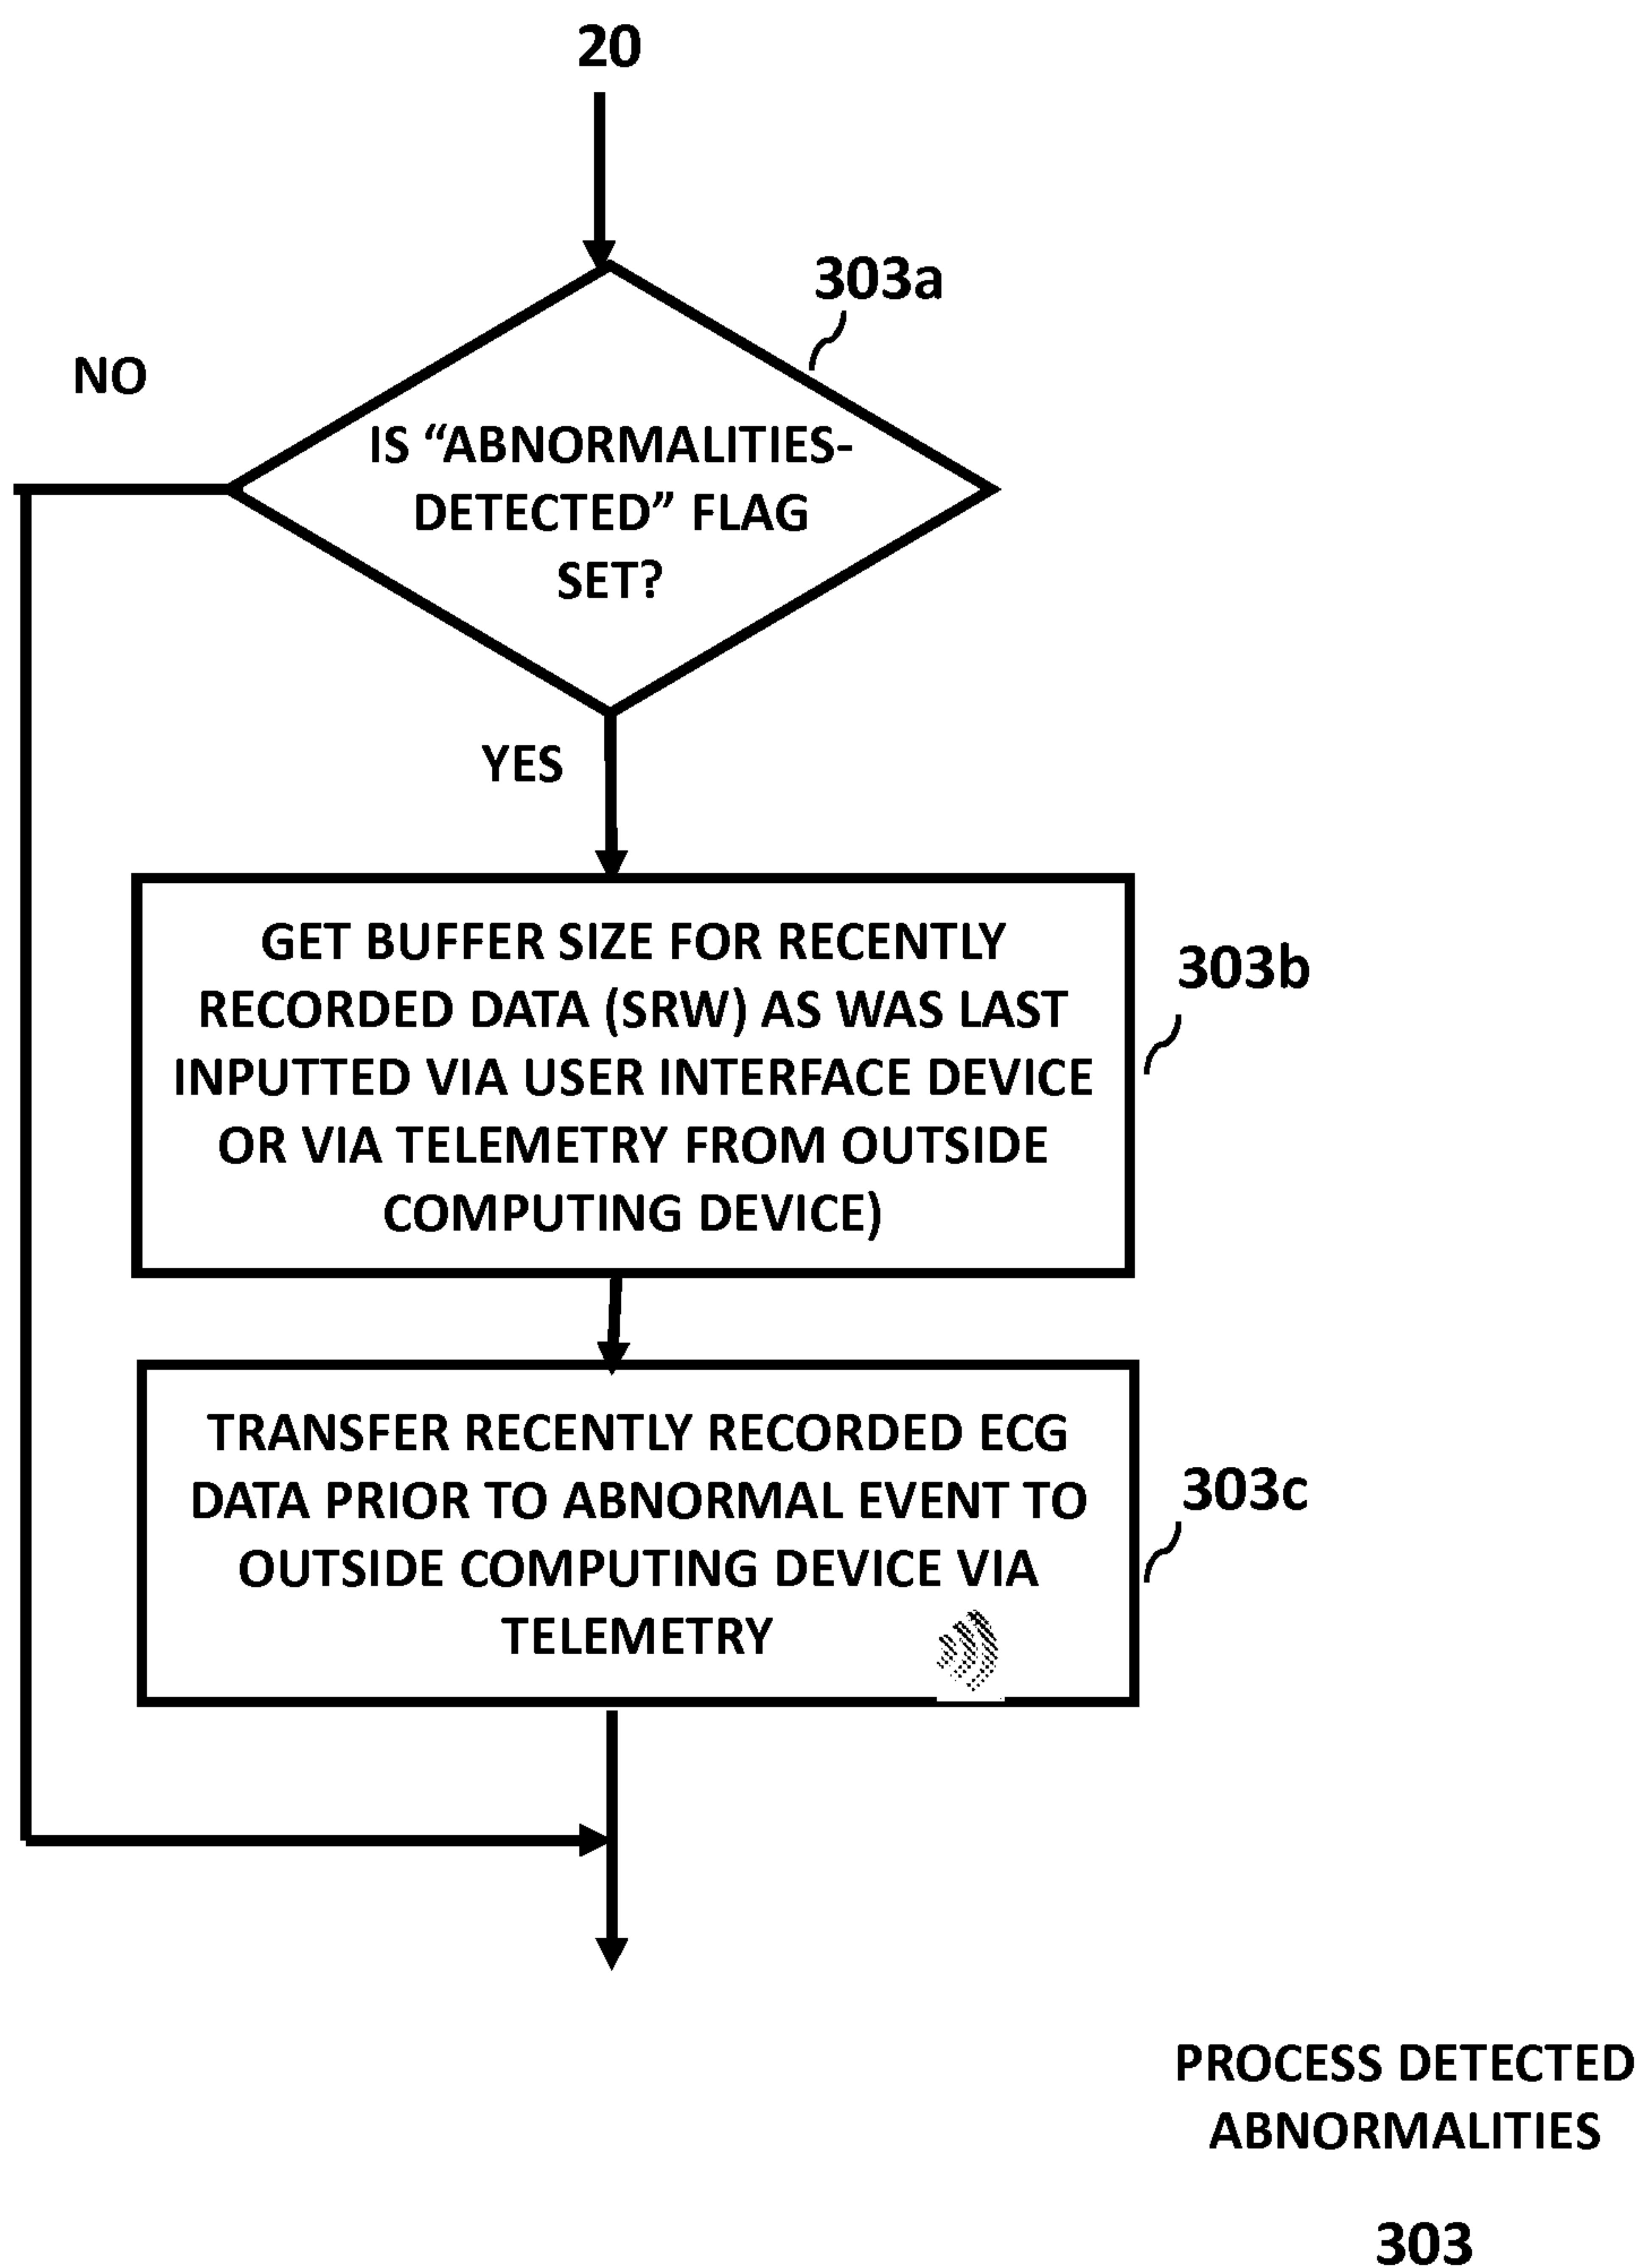 20
303a
NO
IS “ABNORMALITIES-
DETECTED” FLAG
SET?
YES
GET BUFFER SIZE FOR RECENTLY
RECORDED DATA (SRW) AS WAS LAST
INPUTTED VIA USER INTERFACE DEVICE
OR VIA TELEMETRY FROM OUTSIDE
COMPUTING DEVICE)
303b
TRANSFER RECENTLY RECORDED ECG
DATA PRIOR TO ABNORMAL EVENT TO
OUTSIDE COMPUTING DEVICE VIA
TELEMETRY
303c
PROCESS DETECTED
ABNORMALITIES
303